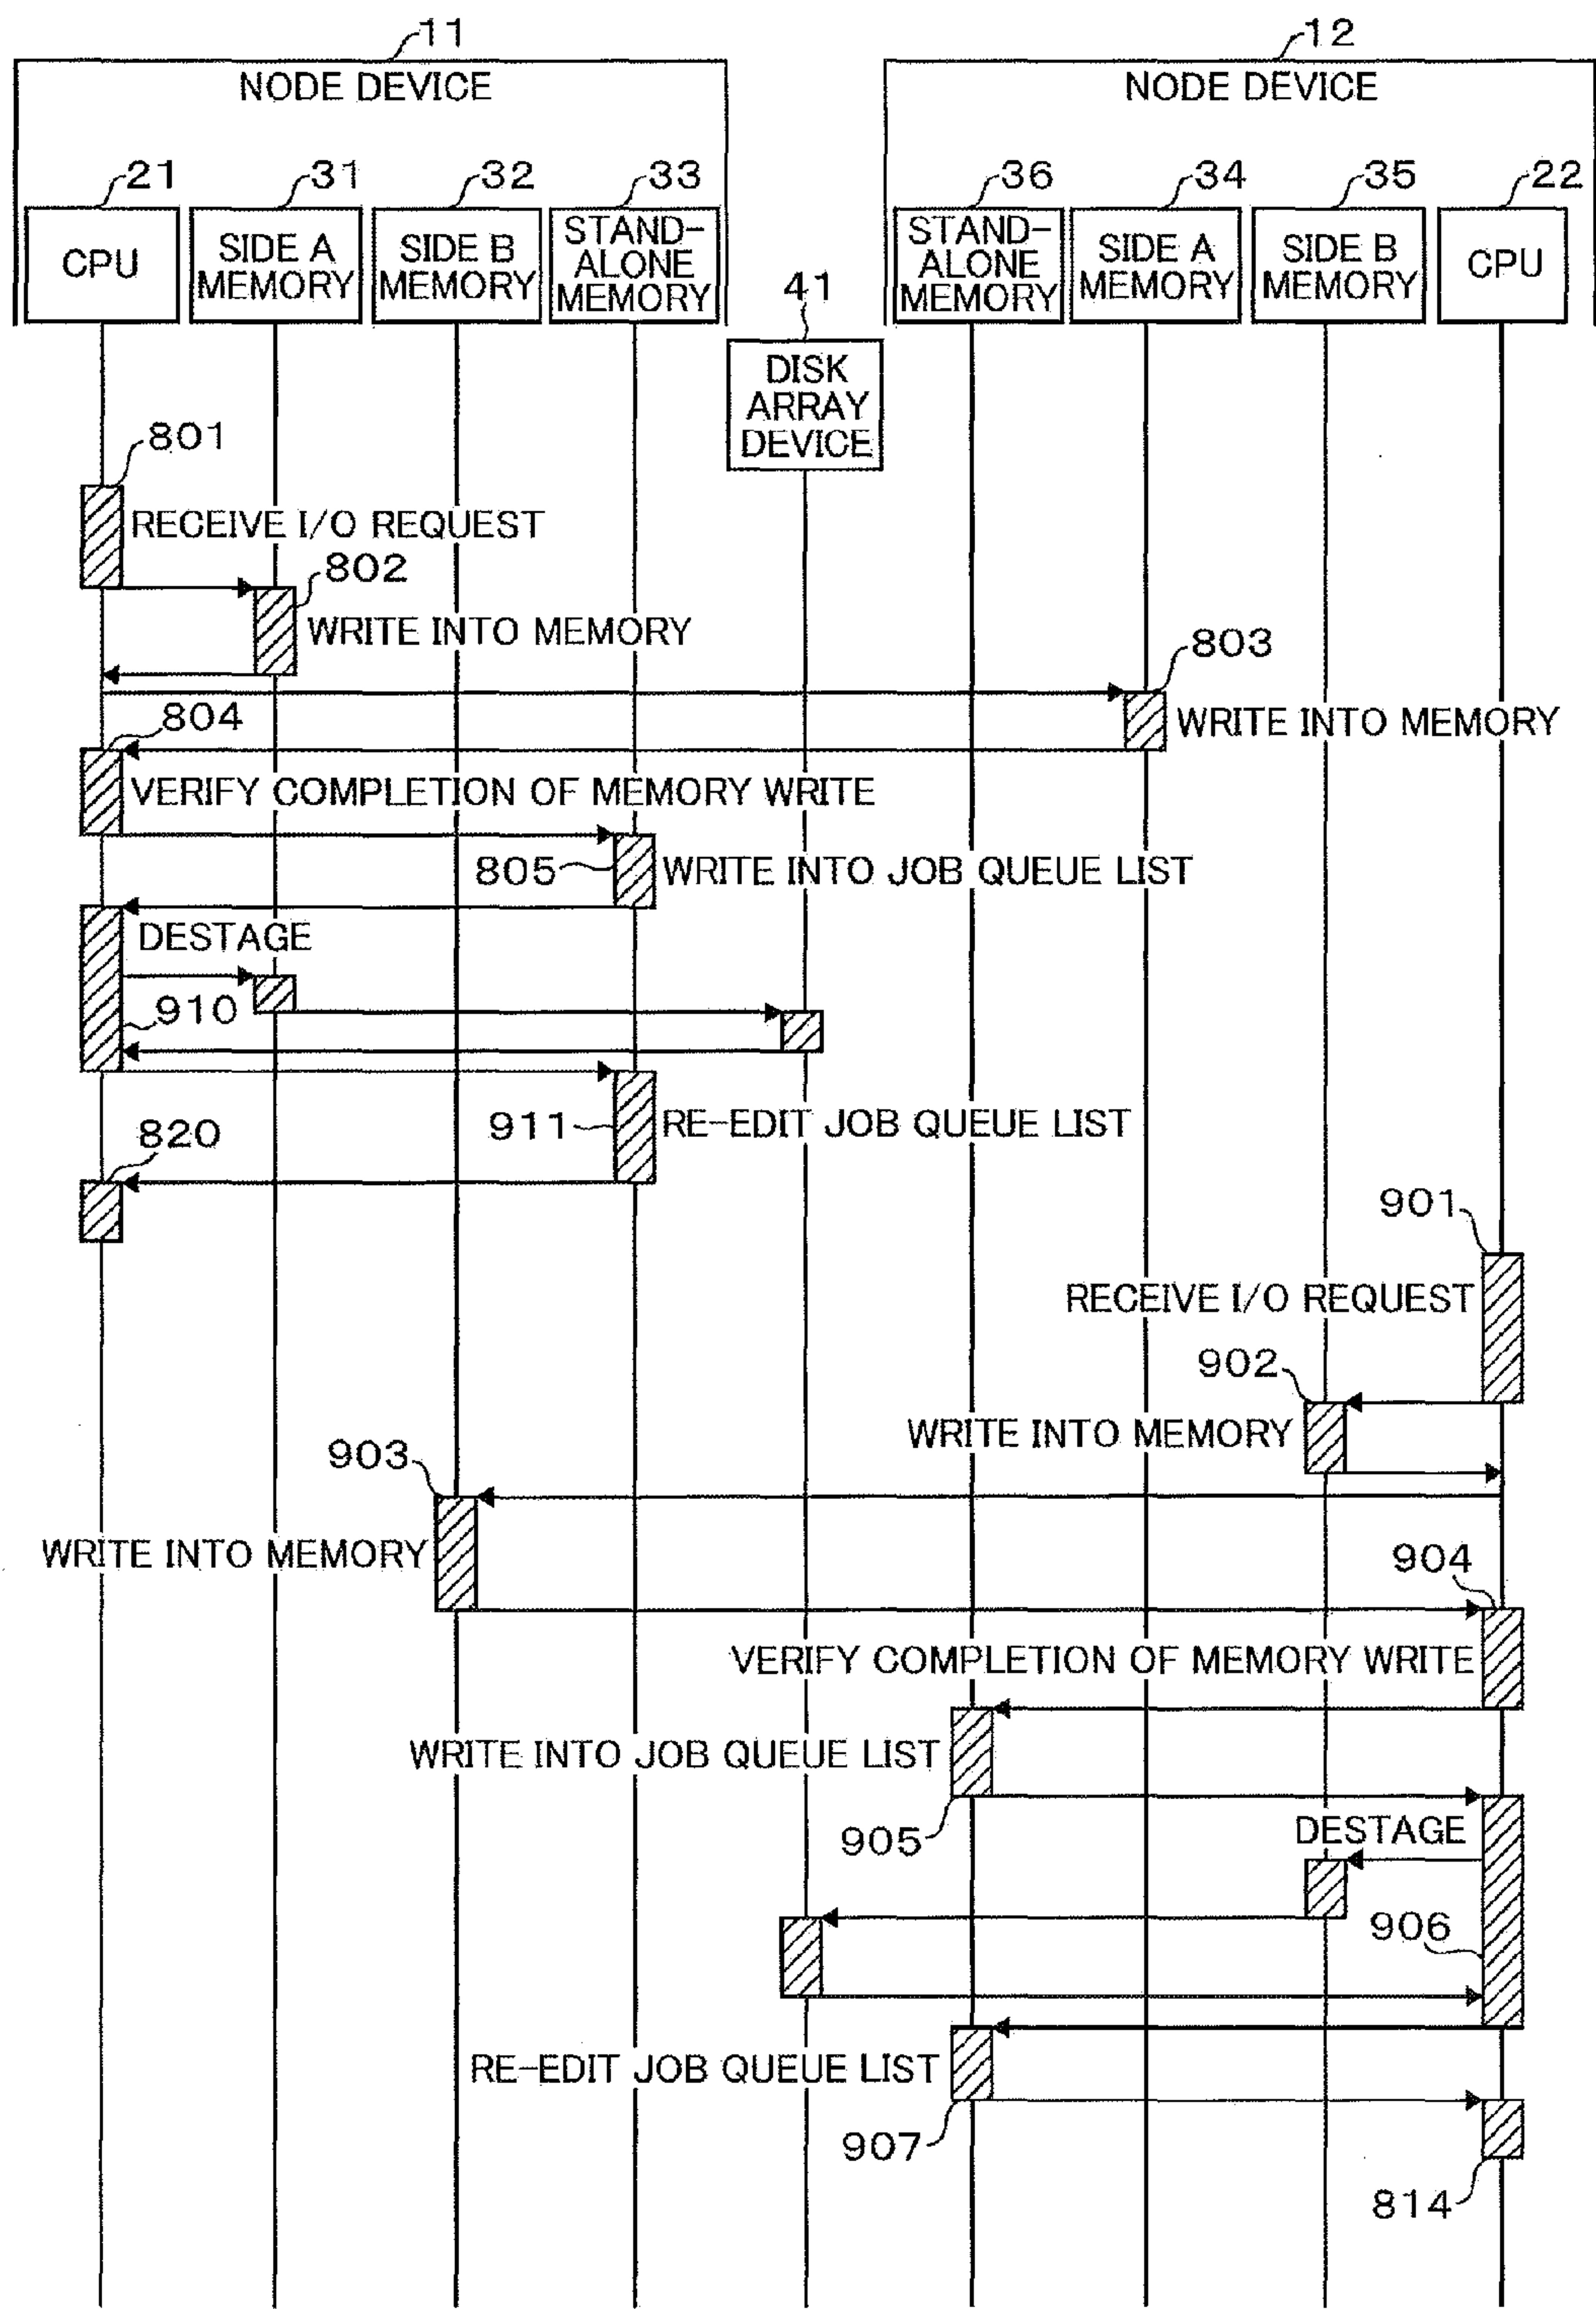 11
12
NODE DEVICE
NODE DEVICE
21
31
32
33
36
34
35
22
CPU
SIDE A
MEMORY
SIDE B
MEMORY
STAND-
ALONE
MEMORY
STAND-
ALONE
MEMORY
SIDE A
MEMORY
SIDE B
MEMORY
CPU
41
DISK
ARRAY
DEVICE
801
RECEIVE I/O REQUEST
802
WRITE INTO MEMORY
803
WRITE INTO MEMORY
804
VERIFY COMPLETION OF MEMORY WRITE
805
WRITE INTO JOB QUEUE LIST
DESTAGE
910
911
RE-EDIT JOB QUEUE LIST
820
901
RECEIVE I/O REQUEST
902
WRITE INTO MEMORY
903
WRITE INTO MEMORY
904
VERIFY COMPLETION OF MEMORY WRITE
WRITE INTO JOB QUEUE LIST
905
DESTAGE
906
RE-EDIT JOB QUEUE LIST
907
814